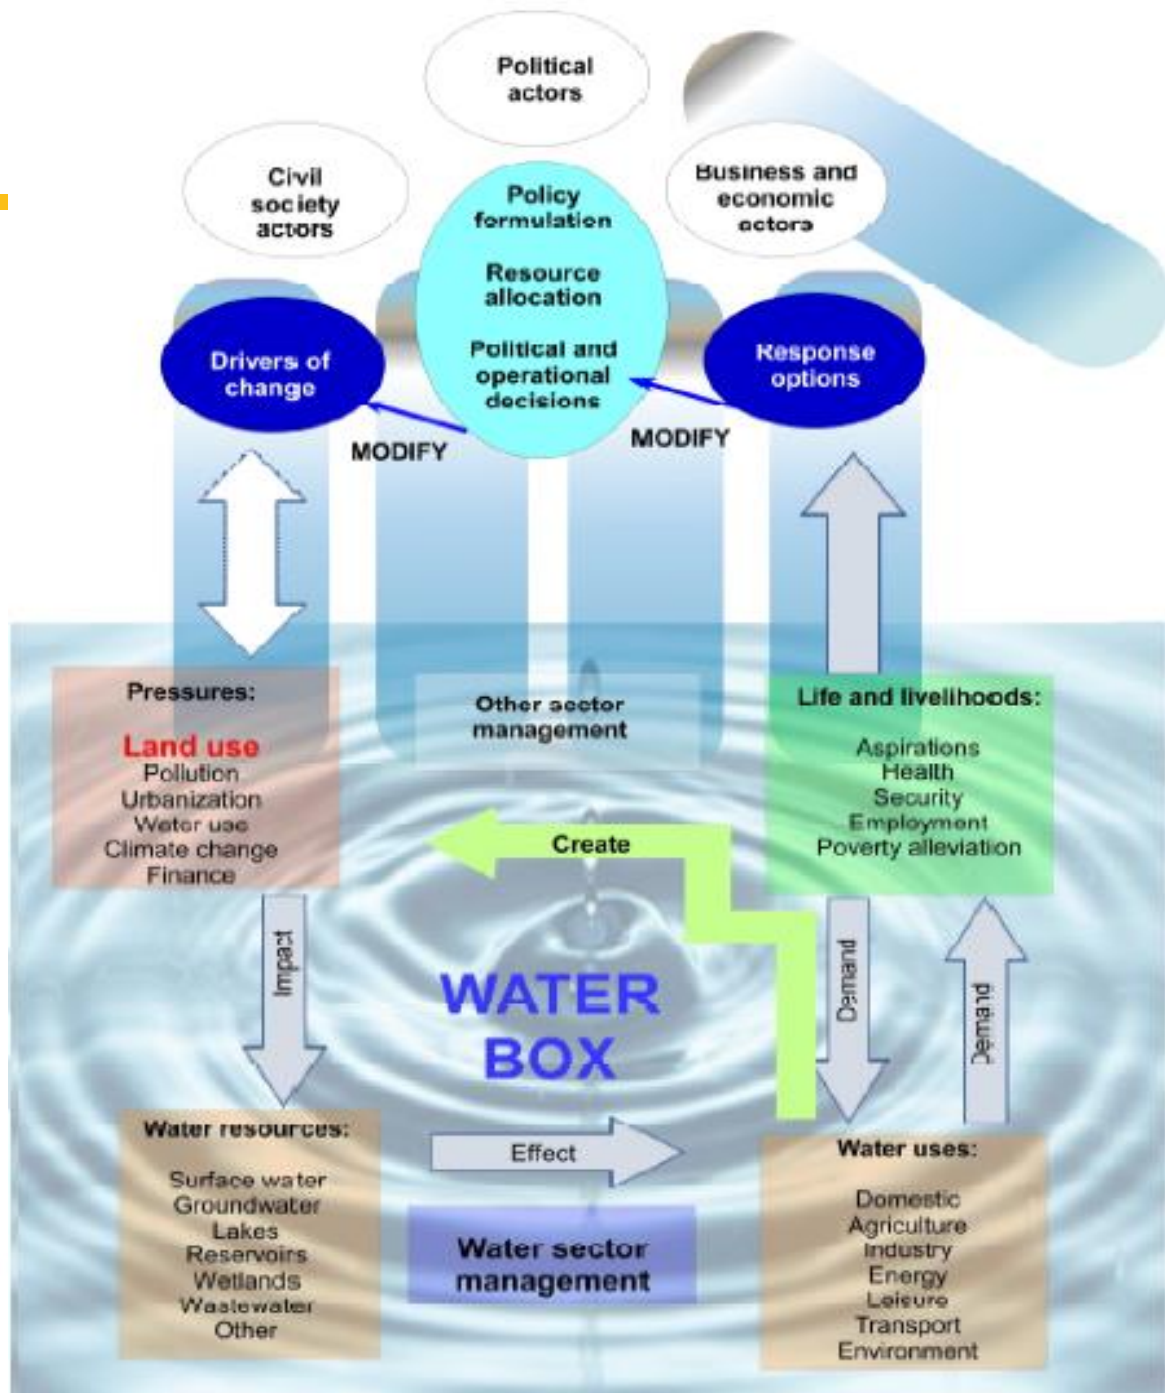 Political
actors
Civil
society
actors
Business and
economic
actors
Policy
formulation
Resource
allocation
Political and
operational
decisions
Drivers of
change
Response
options
MODIFY
MODIFY
Pressures:
Land use
Pollution
Urbanization
Water use
Climate change
Finance
Other sector
management
Life and livelihoods:
Aspirations
Health
Security
Employment
Poverty alleviation
Create
Impact
WATER
BOX
Demand
Demand
Water resources:
Surface water
Groundwater
Lakes
Reservoirs
Wetlands
Wastewater
Other
Effect
Water sector
management
Water uses:
Domestic
Agriculture
Industry
Energy
Leisure
Transport
Environment